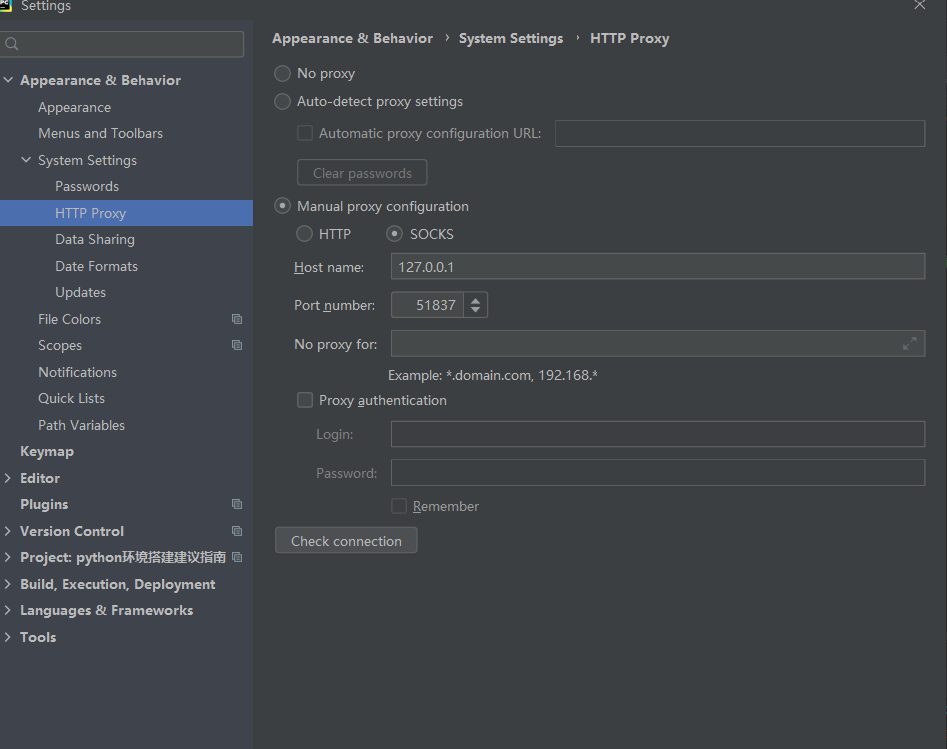 PC Settings
Appearance & Behavior
Appearance
Menus and Toolbars
System Settings
Passwords
HTTP Proxy
Data Sharing
Date Formats
Updates
File Colors
Scopes
Notifications
Quick Lists
Path Variables
Keymap
Editor
Plugins
Version Control
Project: python环境搭建建议指南
Build, Execution, Deployment
Languages & Frameworks
Tools
Appearance & Behavior › System Settings › HTTP Proxy
No proxy
Auto-detect proxy settings
Automatic proxy configuration URL:
Clear passwords
Manual proxy configuration
HTTP SOCKS
Host name: 127.0.0.1
Port number: 51837
No proxy for:
Example: *.domain.com, 192.168.*
Proxy authentication
Login:
Password:
Remember
Check connection